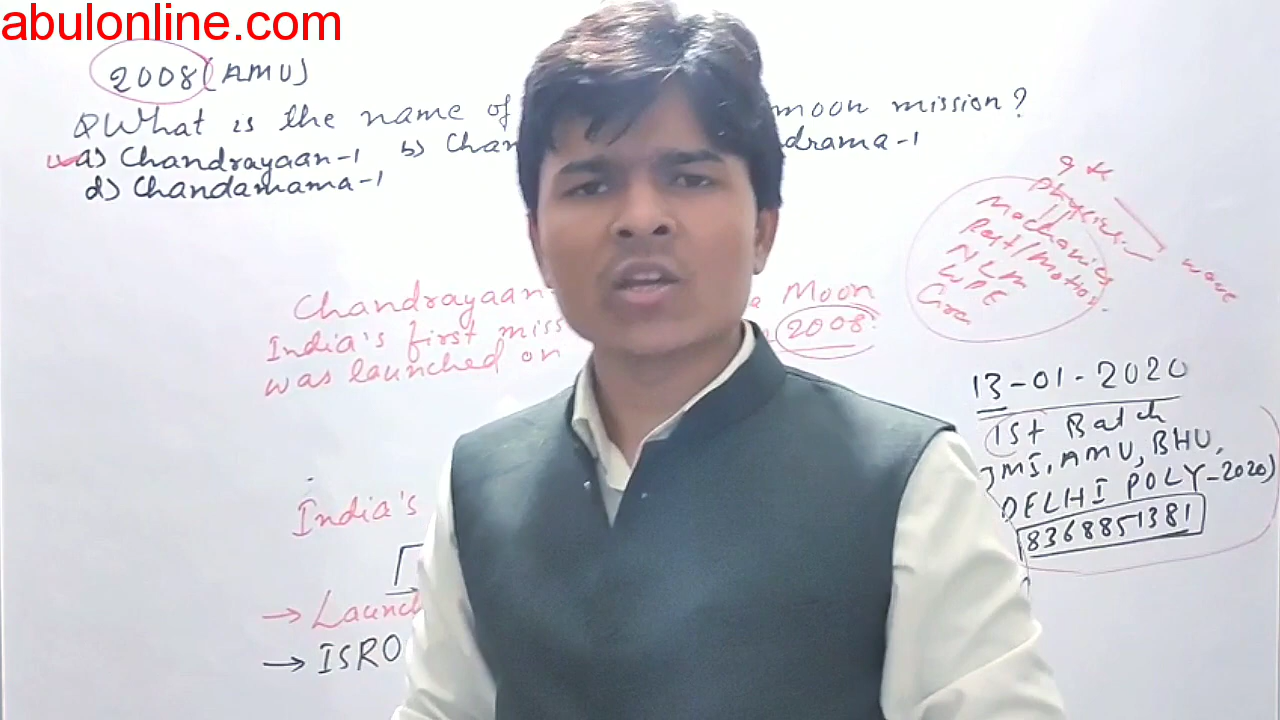 abulonline.com
2008 (AMU)
Q What is the name of moon mission?
a) Chandrayaan-1 b) Chan drama-1
d) Chandamama-1
9th
Physics
Mechanics
Rest/Motion
NLM
WPE
Gra
wave
Chandrayaan Moon
India's first miss 2008.
was launched on
13-01-2020
1st Batch
JMI, AMU, BHU,
DELHI POLY-2020)
8368851381
India's
→ Launch
→ ISRO